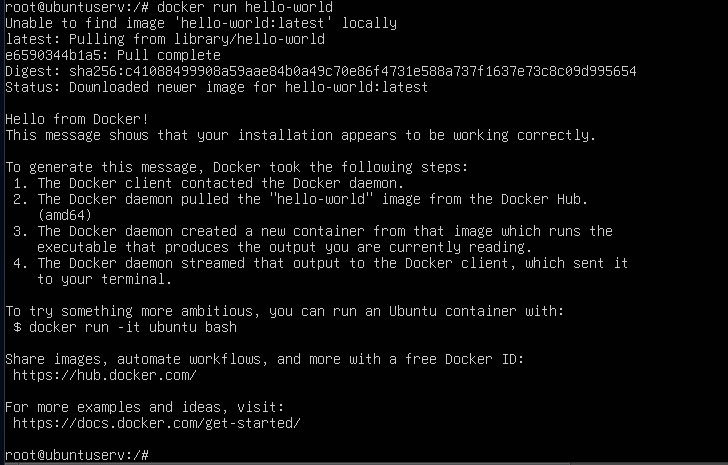 root@ubuntuserv:/# docker run hello-world
Unable to find image 'hello-world:latest' locally
latest: Pulling from library/hello-world
e6590344b1a5: Pull complete
Digest: sha256:c41088499908a59aae84b0a49c70e86f4731e588a737f1637e73c8c09d995654
Status: Downloaded newer image for hello-world:latest
Hello from Docker!
This message shows that your installation appears to be working correctly.
To generate this message, Docker took the following steps:
1. The Docker client contacted the Docker daemon.
2. The Docker daemon pulled the "hello-world" image from the Docker Hub.
(amd64)
3. The Docker daemon created a new container from that image which runs the
executable that produces the output you are currently reading.
4. The Docker daemon streamed that output to the Docker client, which sent it
to your terminal.
To try something more ambitious, you can run an Ubuntu container with:
$ docker run -it ubuntu bash
Share images, automate workflows, and more with a free Docker ID:
https://hub.docker.com/
For more examples and ideas, visit:
https://docs.docker.com/get-started/
root@ubuntuserv:/#